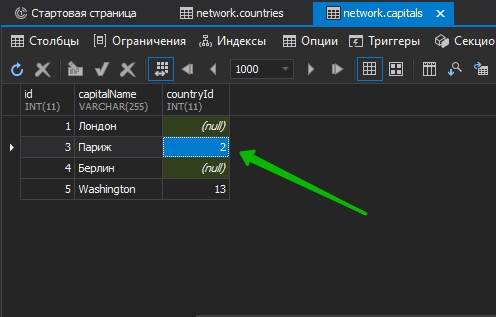 Стартовая страница network.countries network.capitals
Столбцы Ограничения Индексы Опции Триггеры Секцио
1000
id capitalName countryId
INT(11) VARCHAR(255) INT(11)
1 Лондон (null)
3 Париж 2
4 Берлин (null)
5 Washington 13